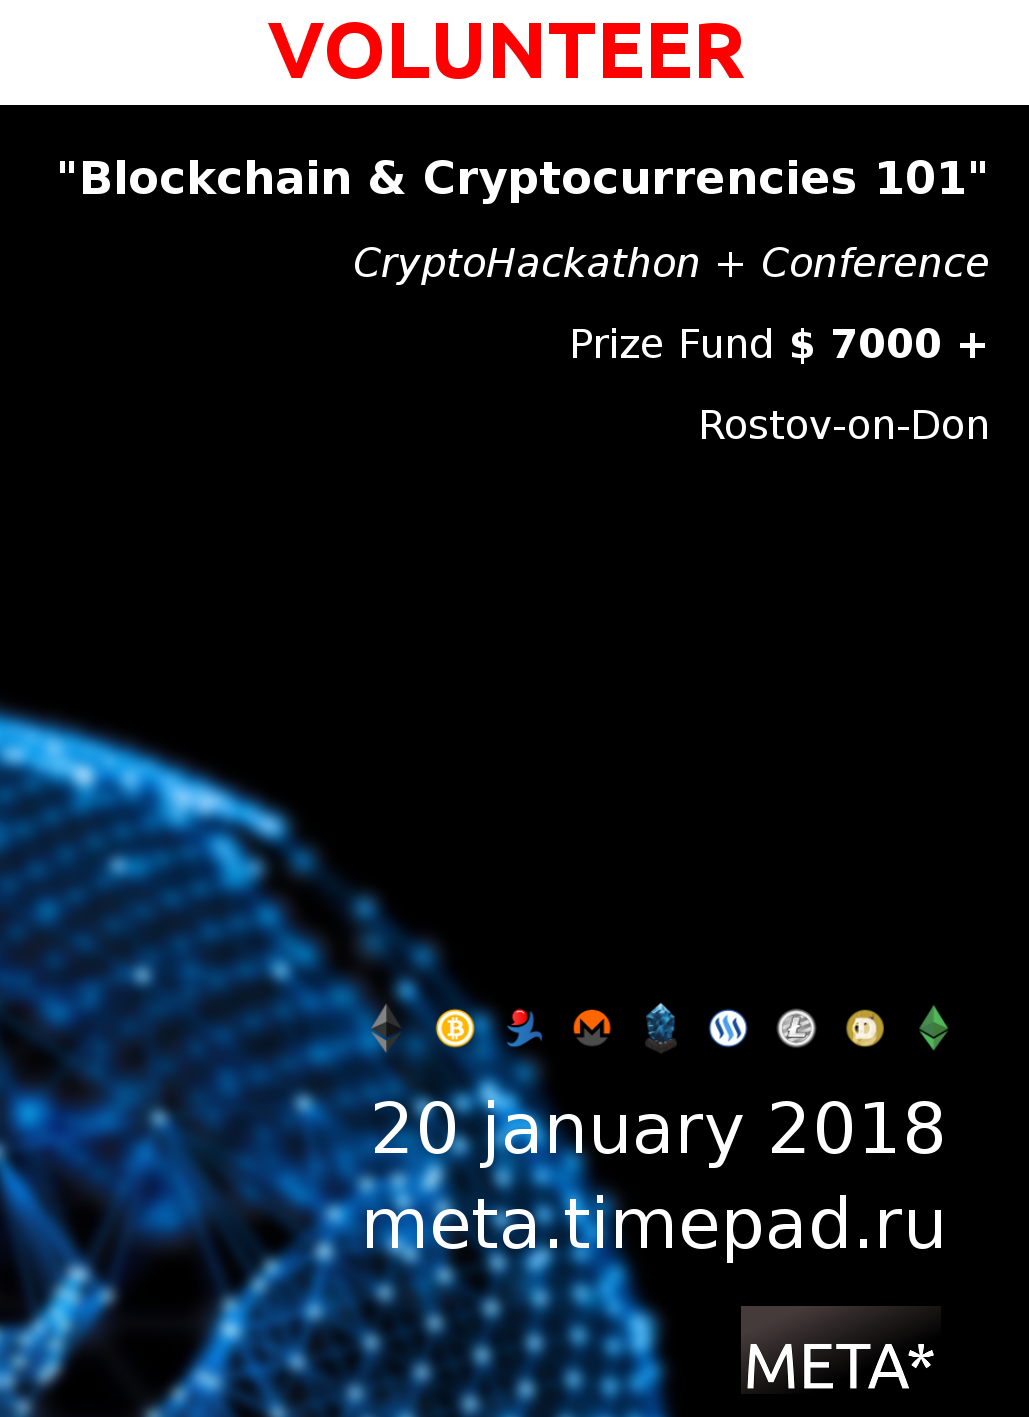 VOLUNTEER
"Blockchain & Cryptocurrencies 101"
CryptoHackathon + Conference
Prize Fund $ 7000 +
Rostov-on-Don
20 january 2018
meta.timepad.ru
META*